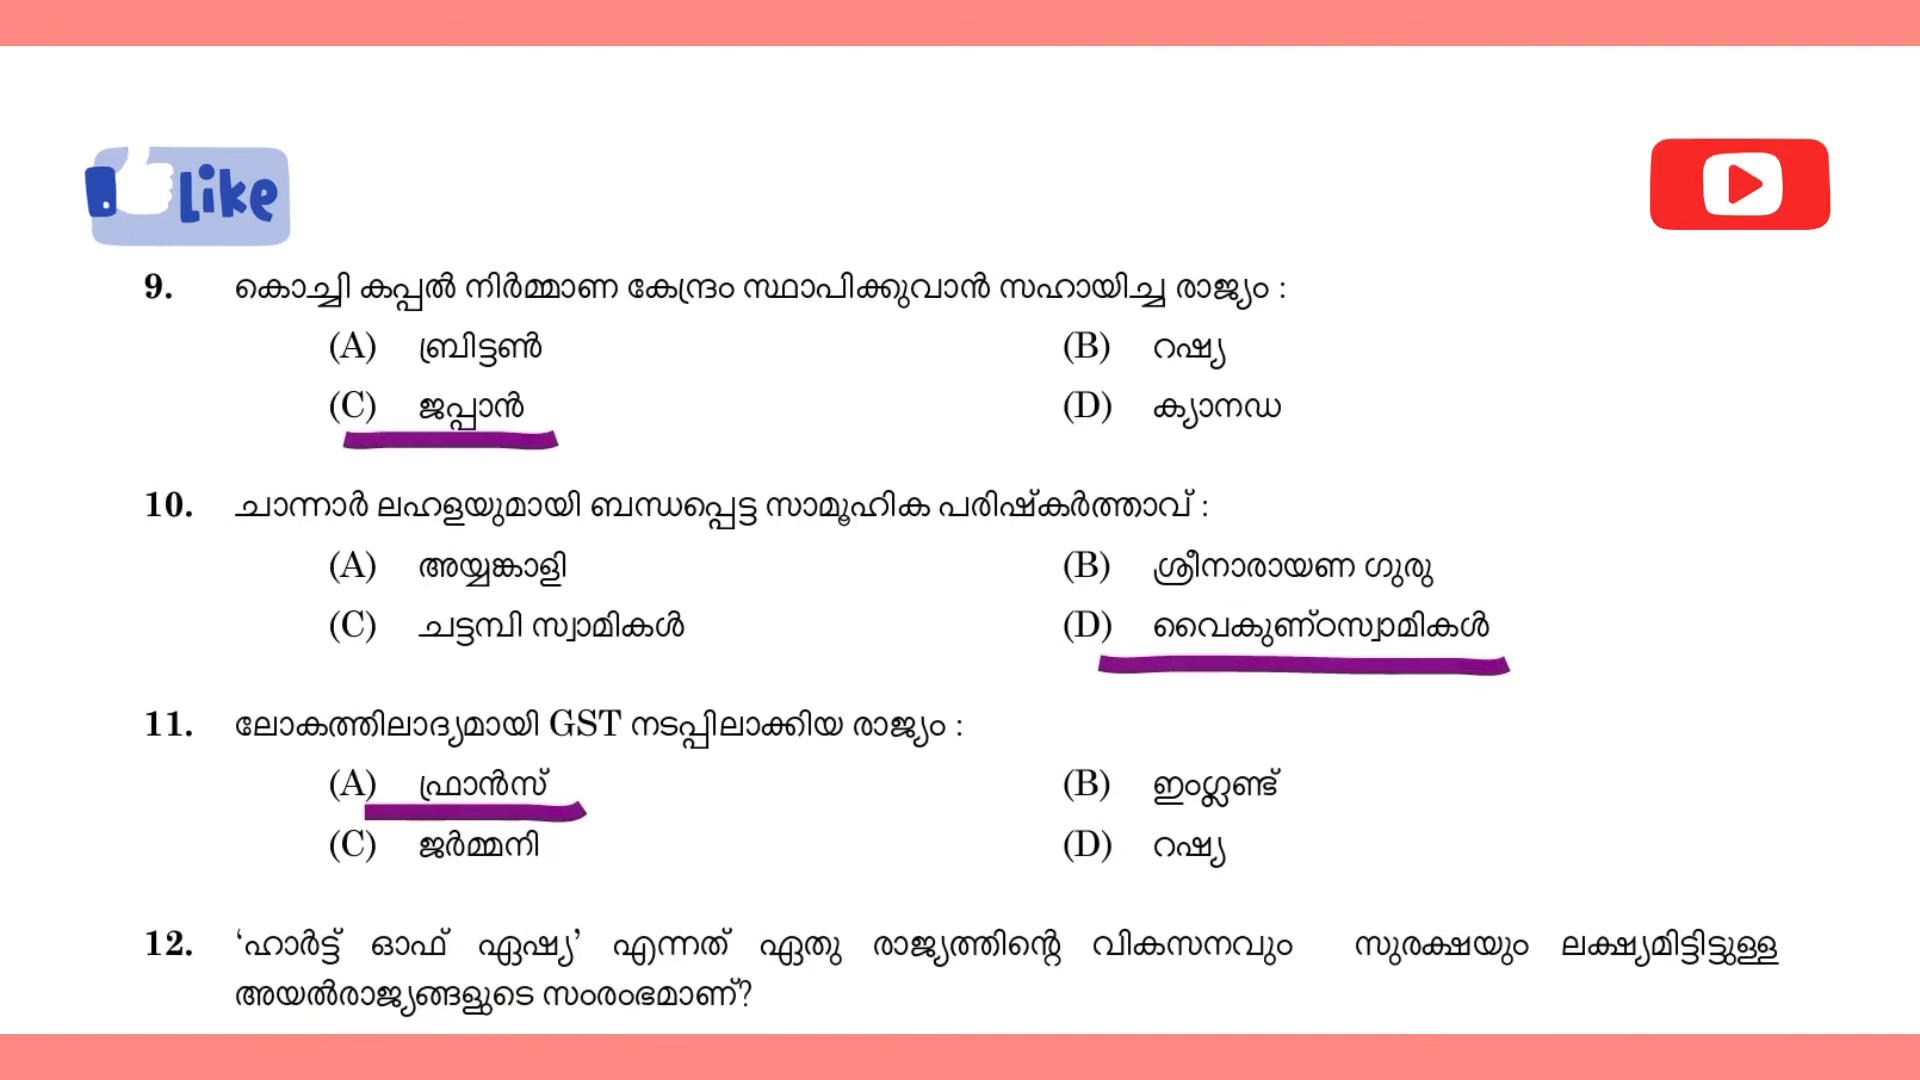 Like
9. കൊച്ചി കപ്പൽ നിർമ്മാണ കേന്ദ്രം സ്ഥാപിക്കുവാൻ സഹായിച്ച രാജ്യം :
(A) ബ്രിട്ടൺ (B) റഷ്യ
(C) ജപ്പാൻ (D) ക്യാനഡ
10. ചാന്നാർ ലഹളയുമായി ബന്ധപ്പെട്ട സാമൂഹിക പരിഷ്കർത്താവ് :
(A) അയ്യങ്കാളി (B) ശ്രീനാരായണ ഗുരു
(C) ചട്ടമ്പി സ്വാമികൾ (D) വൈകുണ്ഠസ്വാമികൾ
11. ലോകത്തിലാദ്യമായി GST നടപ്പിലാക്കിയ രാജ്യം :
(A) ഫ്രാൻസ് (B) ഇംഗ്ലണ്ട്
(C) ജർമ്മനി (D) റഷ്യ
12. ‘ഹാർട്ട് ഓഫ് ഏഷ്യ’ എന്നത് ഏതു രാജ്യത്തിന്റെ വികസനവും സുരക്ഷയും ലക്ഷ്യമിട്ടിട്ടുള്ള
അയൽരാജ്യങ്ങളുടെ സംരംഭമാണ്?